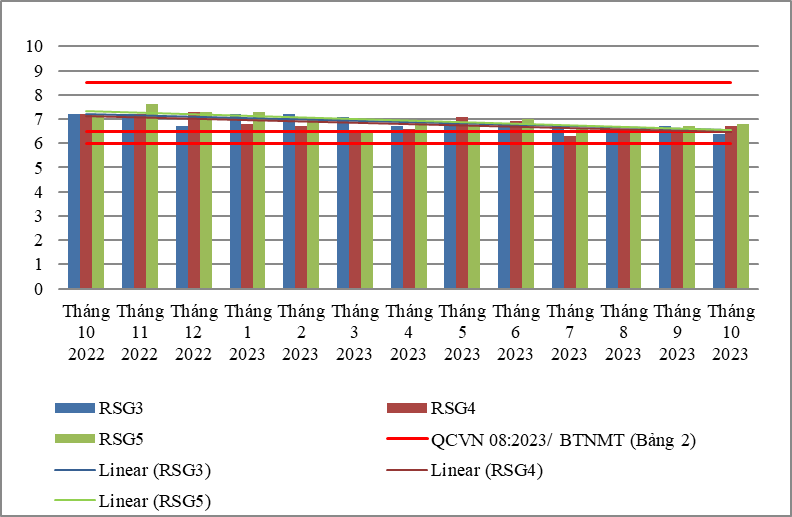 10
9
8
7
6
5
4
3
2
1
0
Tháng 10 2022
Tháng 11 2022
Tháng 12 2022
Tháng 1 2023
Tháng 2 2023
Tháng 3 2023
Tháng 4 2023
Tháng 5 2023
Tháng 6 2023
Tháng 7 2023
Tháng 8 2023
Tháng 9 2023
Tháng 10 2023
RSG3
RSG4
RSG5
QCVN 08:2023/ BTNMT (Bảng 2)
Linear (RSG3)
Linear (RSG4)
Linear (RSG5)